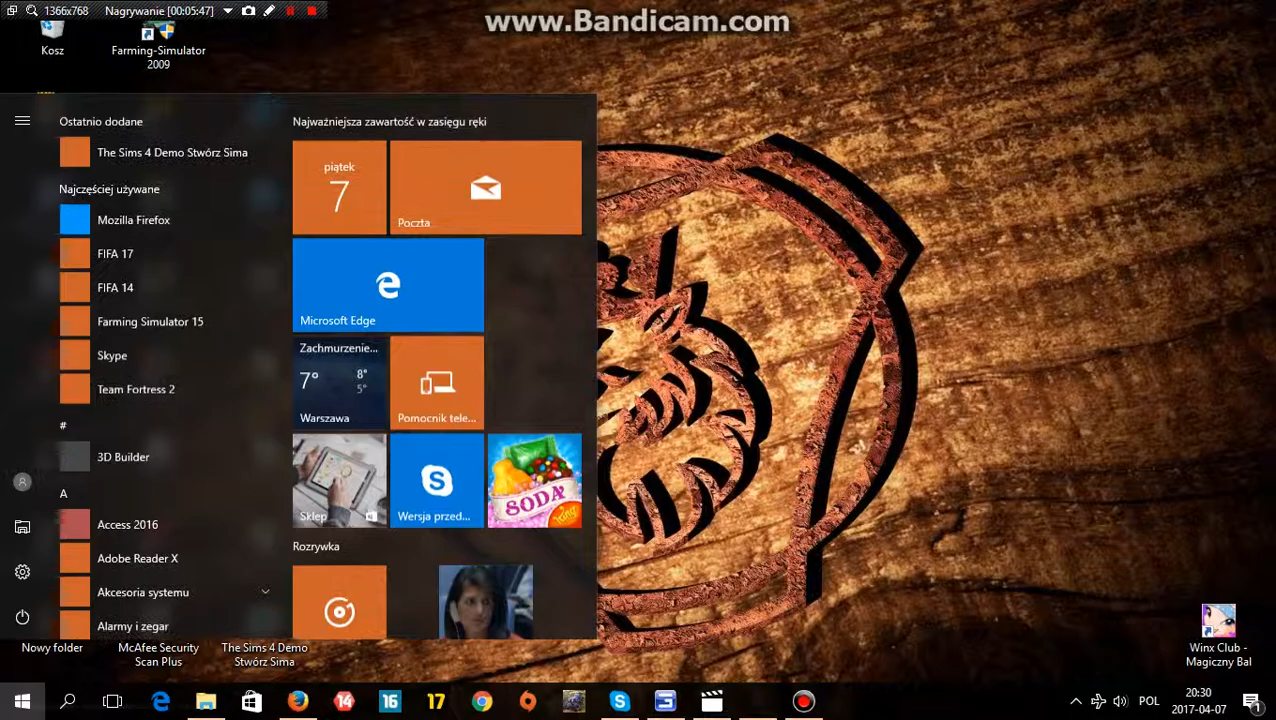 1366x768 Nagrywanie [00:05:47]
www.Bandicam.com
Kosz
Farming-Simulator
2009
Ostatnio dodane
The Sims 4 Demo Stwórz Sima
Najczęściej używane
Mozilla Firefox
FIFA 17
FIFA 14
Farming Simulator 15
Skype
Team Fortress 2
#
3D Builder
A
Access 2016
Adobe Reader X
Akcesoria systemu
Alarmy i zegar
Najważniejsza zawartość w zasięgu ręki
piątek
7
Poczta
Microsoft Edge
Zachmurzenie...
7° 8°
5°
Warszawa
Pomocnik tele...
Sklep
Wersja przed...
SODA
King
Rozrywka
Nowy folder
McAfee Security
Scan Plus
The Sims 4 Demo
Stwórz Sima
Winx Club -
Magiczny Bal
14
16
17
POL
20:30
2017-04-07
1